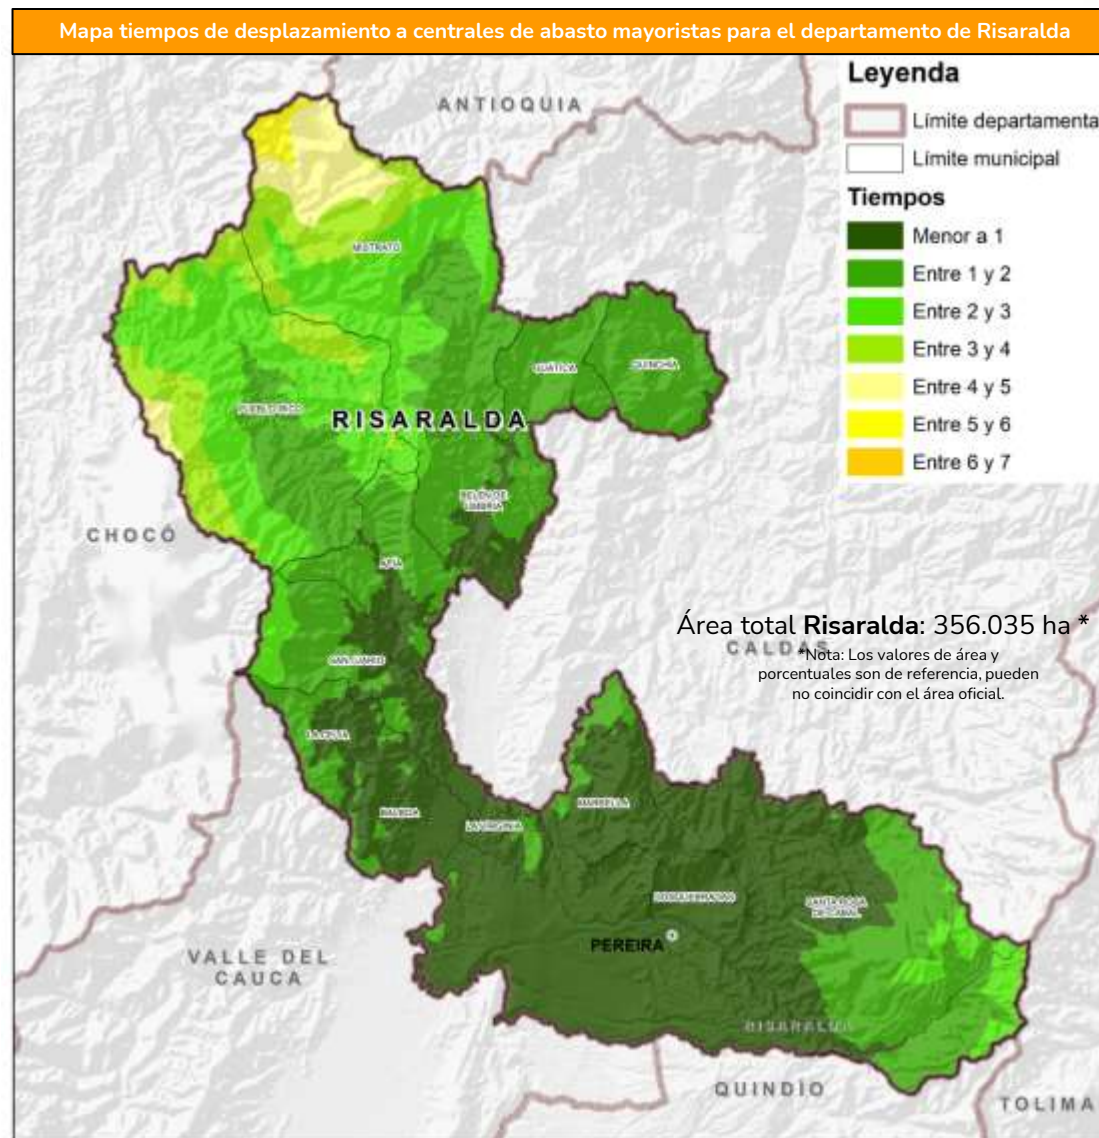 Mapa tiempos de desplazamiento a centrales de abasto mayoristas para el departamento de Risaralda
Leyenda
Límite departamenta
Límite municipal
Tiempos
Menor a 1
Entre 1 y 2
Entre 2 y 3
Entre 3 y 4
Entre 4 y 5
Entre 5 y 6
Entre 6 y 7
ANTIOQUIA
MISTRATÓ
GUÁTICA
QUINCHÍA
PUEBLO RICO
RISARALDA
BELÉN DE
UMBRÍA
CHOCÓ
APÍA
Área total Risaralda: 356.035 ha *
CALDAS
*Nota: Los valores de área y
porcentuales son de referencia, pueden
no coincidir con el área oficial.
SANTUARIO
LA CELIA
BALBOA
LA VIRGINIA
MARSELLA
DOSQUEBRADAS
SANTA ROSA
DE CABAL
PEREIRA
VALLE DEL
CAUCA
RISARALDA
QUINDÍO
TOLIMA